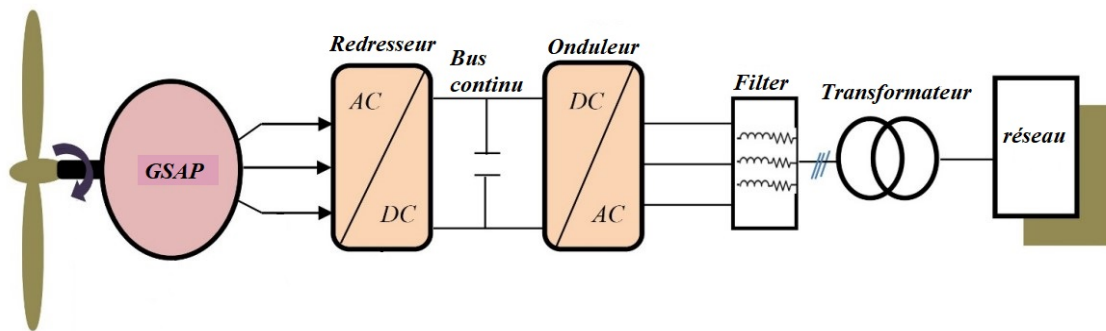 Redresseur
Bus
continu
Onduleur
Filter
Transformateur
réseau
GSAP
AC
DC
DC
AC